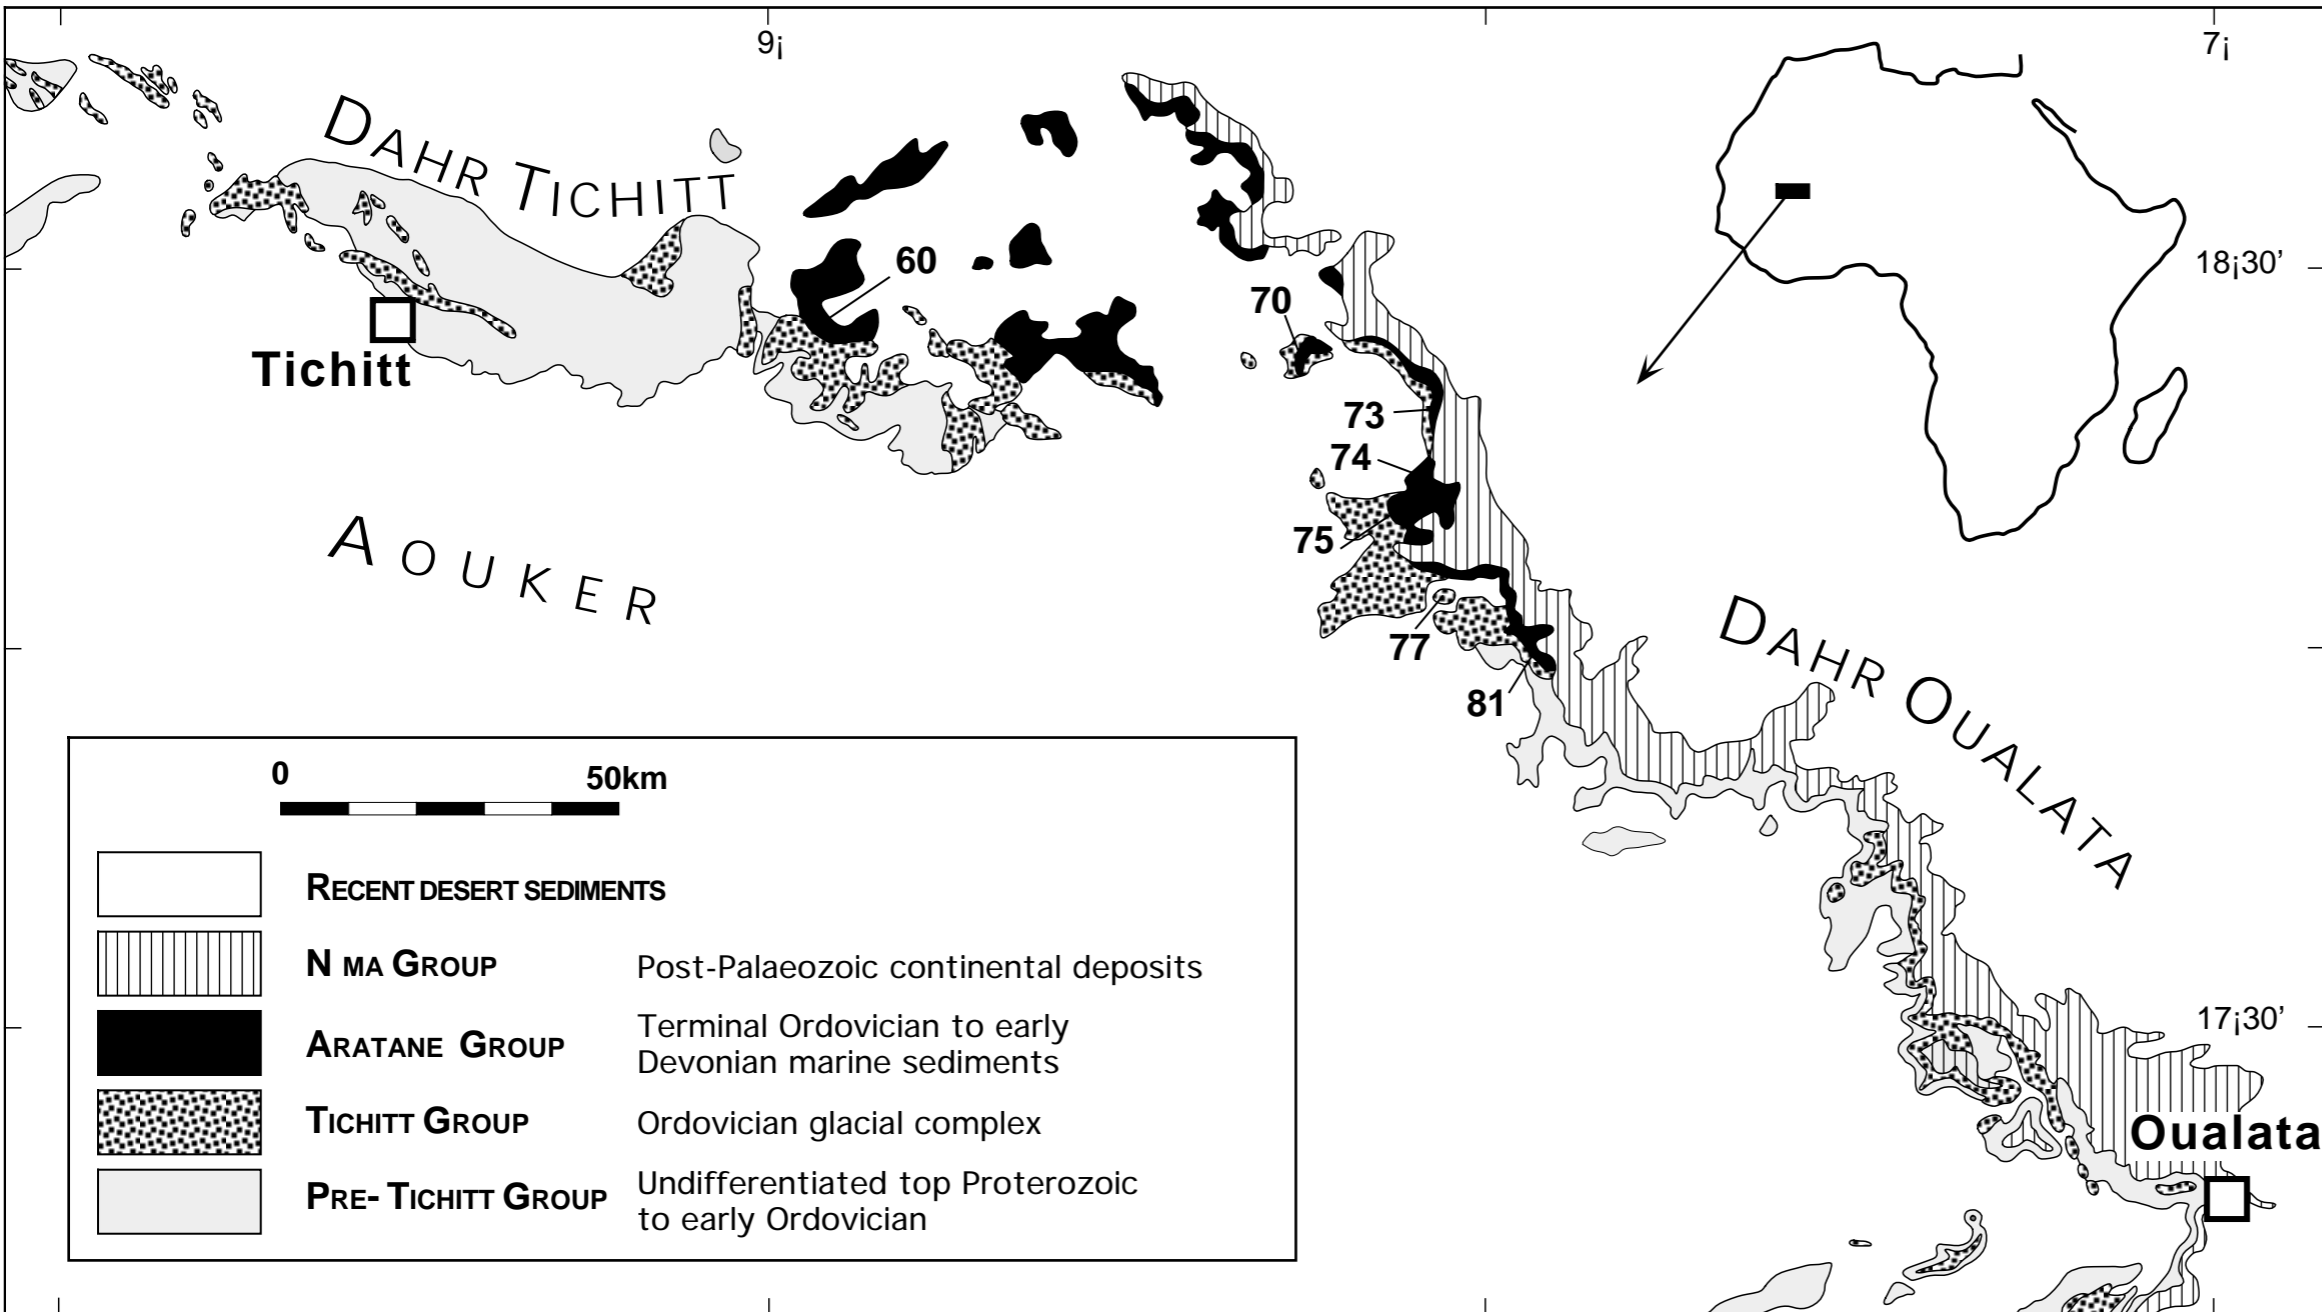 9¡
7¡
DAHR TICHITT
60
18¡30'
70
Tichitt
73
74
AOUKER
75
DAHR OUALATA
77
81
0 50km
RECENT DESERT SEDIMENTS
N MA GROUP Post-Palaeozoic continental deposits
17¡30'
ARATANE GROUP Terminal Ordovician to early
Devonian marine sediments
TICHITT GROUP Ordovician glacial complex
Oualata
PRE- TICHITT GROUP Undifferentiated top Proterozoic
to early Ordovician